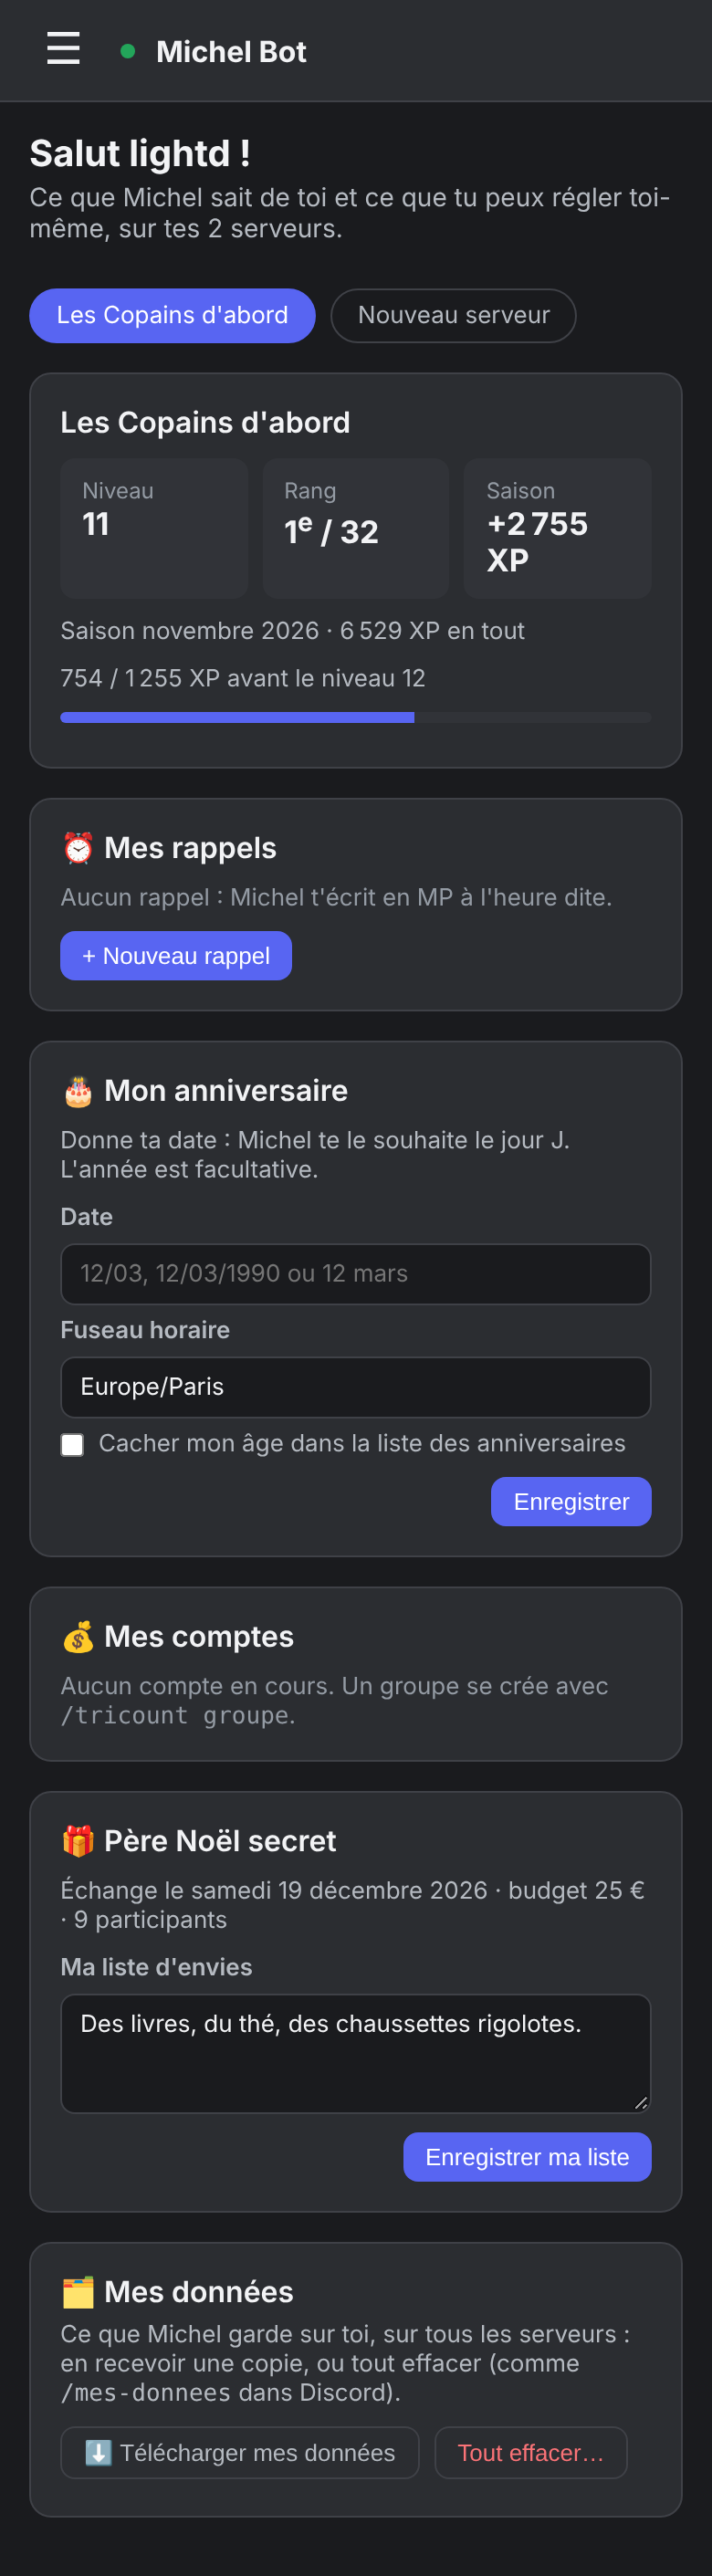 Michel Bot
Salut lightd !
Ce que Michel sait de toi et ce que tu peux régler toi-
même, sur tes 2 serveurs.
Les Copains d'abord
Nouveau serveur
Les Copains d'abord
Niveau
11
Rang
1e / 32
Saison
+2 755
XP
Saison novembre 2026 · 6 529 XP en tout
754 / 1 255 XP avant le niveau 12
⏰ Mes rappels
Aucun rappel : Michel t'écrit en MP à l'heure dite.
+ Nouveau rappel
🎂 Mon anniversaire
Donne ta date : Michel te le souhaite le jour J.
L'année est facultative.
Date
12/03, 12/03/1990 ou 12 mars
Fuseau horaire
Europe/Paris
Cacher mon âge dans la liste des anniversaires
Enregistrer
💰 Mes comptes
Aucun compte en cours. Un groupe se crée avec
/tricount groupe.
🎁 Père Noël secret
Échange le samedi 19 décembre 2026 · budget 25 €
· 9 participants
Ma liste d'envies
Des livres, du thé, des chaussettes rigolotes.
Enregistrer ma liste
🗂️ Mes données
Ce que Michel garde sur toi, sur tous les serveurs :
en recevoir une copie, ou tout effacer (comme
/mes-donnees dans Discord).
⬇️ Télécharger mes données
Tout effacer…